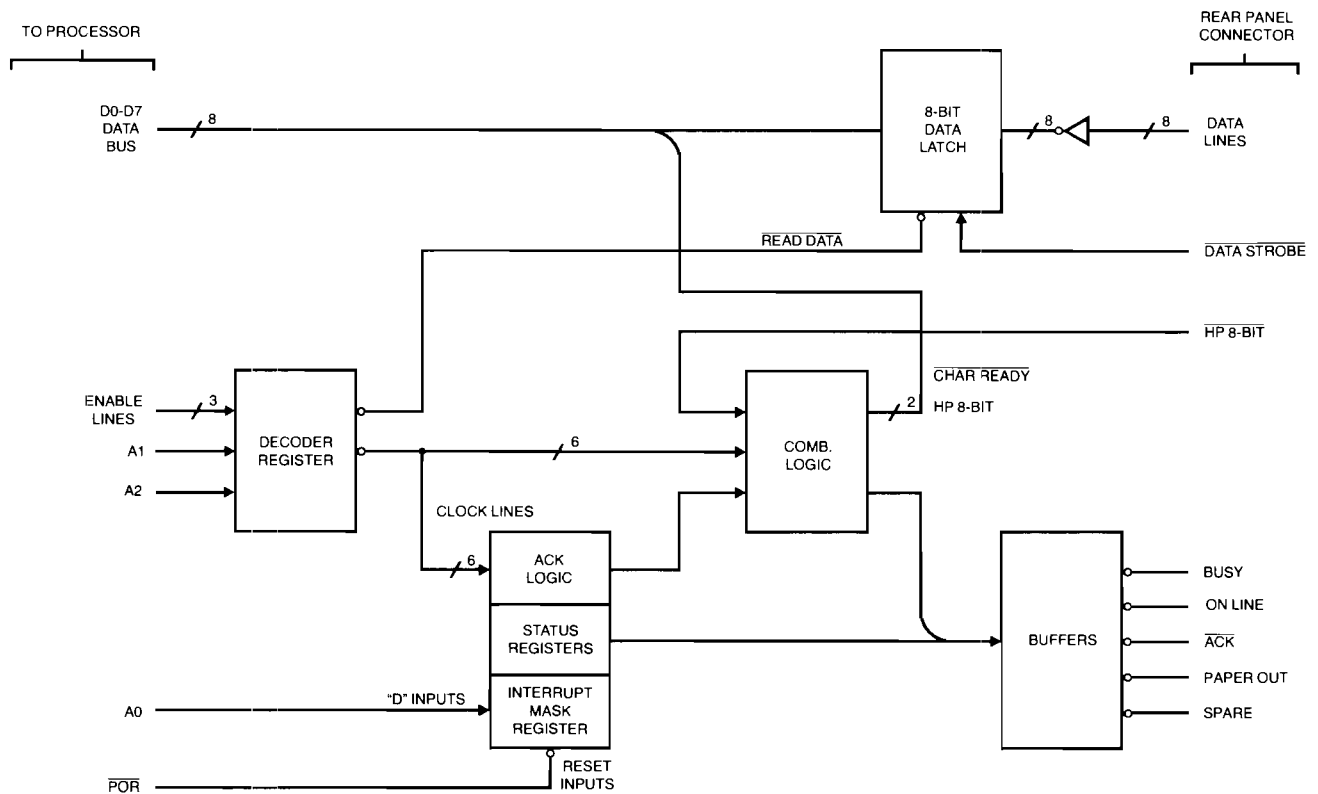 TO PROCESSOR
REAR PANEL
CONNECTOR
D0-D7
DATA
BUS
8
8-BIT
DATA
LATCH
8
8
DATA
LINES
READ DATA
DATA STROBE
HP 8-BIT
CHAR READY
2
HP 8-BIT
ENABLE
LINES
3
A1
A2
DECODER
REGISTER
6
COMB.
LOGIC
CLOCK LINES
6
ACK
LOGIC
STATUS
REGISTERS
INTERRUPT
MASK
REGISTER
BUFFERS
BUSY
ON LINE
ACK
PAPER OUT
SPARE
A0
"D" INPUTS
POR
RESET
INPUTS